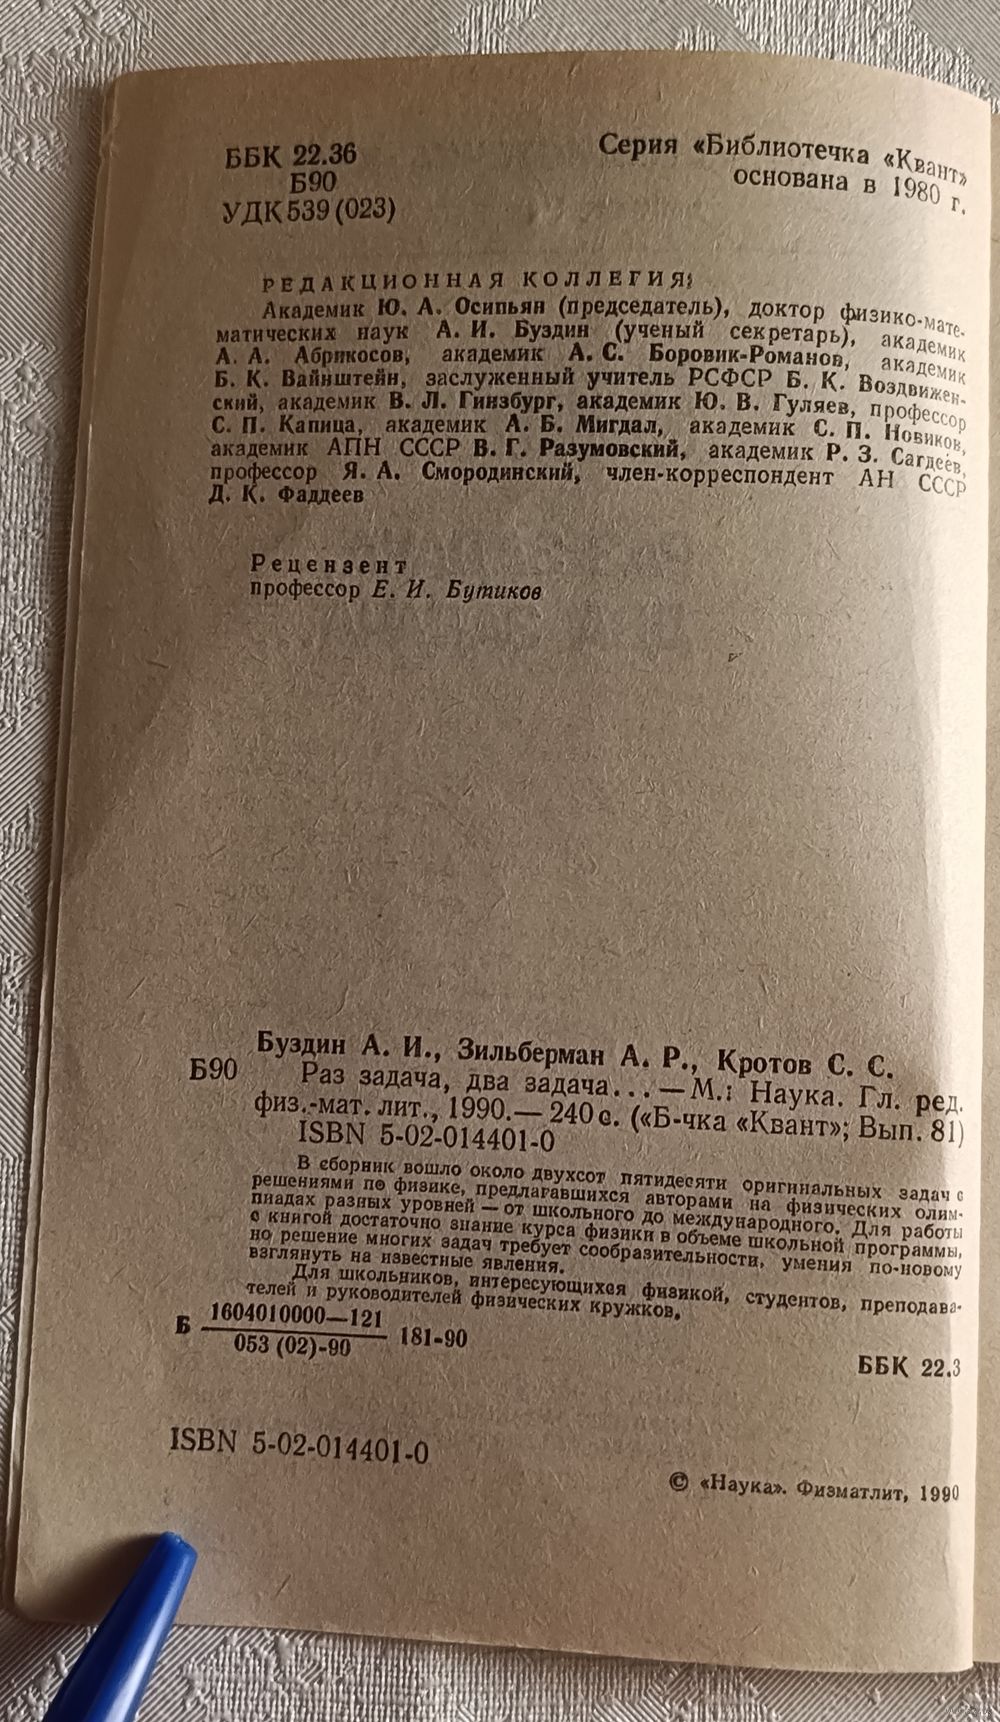 ББК 22.36
Б90
УДК 539 (023)
Серия «Библиотечка «Квант»
основана в 1980 г.
РЕДАКЦИОННАЯ КОЛЛЕГИЯ:
Академик Ю. А. Осипьян (председатель), доктор физико-мате-
матических наук А. И. Буздин (ученый секретарь), академик
А. А. Абрикосов, академик А. С. Боровик-Романов, академик
Б. К. Вайнштейн, заслуженный учитель РСФСР Б. К. Воздвижен-
ский, академик В. Л. Гинзбург, академик Ю. В. Гуляев, профессор
С. П. Капица, академик А. Б. Мигдал, академик С. П. Новиков,
академик АПН СССР В. Г. Разумовский, академик Р. З. Сагдеев,
профессор Я. А. Смородинский, член-корреспондент АН СССР
Д. К. Фаддеев
Рецензент
профессор Е. И. Бутиков
Буздин А. И., Зильберман А. Р., Кротов С. С.
Б90 Раз задача, два задача... — М.: Наука. Гл. ред.
физ.-мат. лит., 1990.— 240 с. («Б-чка «Квант»; Вып. 81)
ISBN 5-02-014401-0
В сборник вошло около двухсот пятидесяти оригинальных задач с
решениями по физике, предлагавшихся авторами на физических олим-
пиадах разных уровней — от школьного до международного. Для работы
с книгой достаточно знание курса физики в объеме школьной программы,
но решение многих задач требует сообразительности, умения по-новому
взглянуть на известные явления.
Для школьников, интересующихся физикой, студентов, преподава-
телей и руководителей физических кружков.
Б 1604010000—121
053 (02)-90 181-90
ББК 22.3
ISBN 5-02-014401-0
© «Наука». Физматлит, 1990